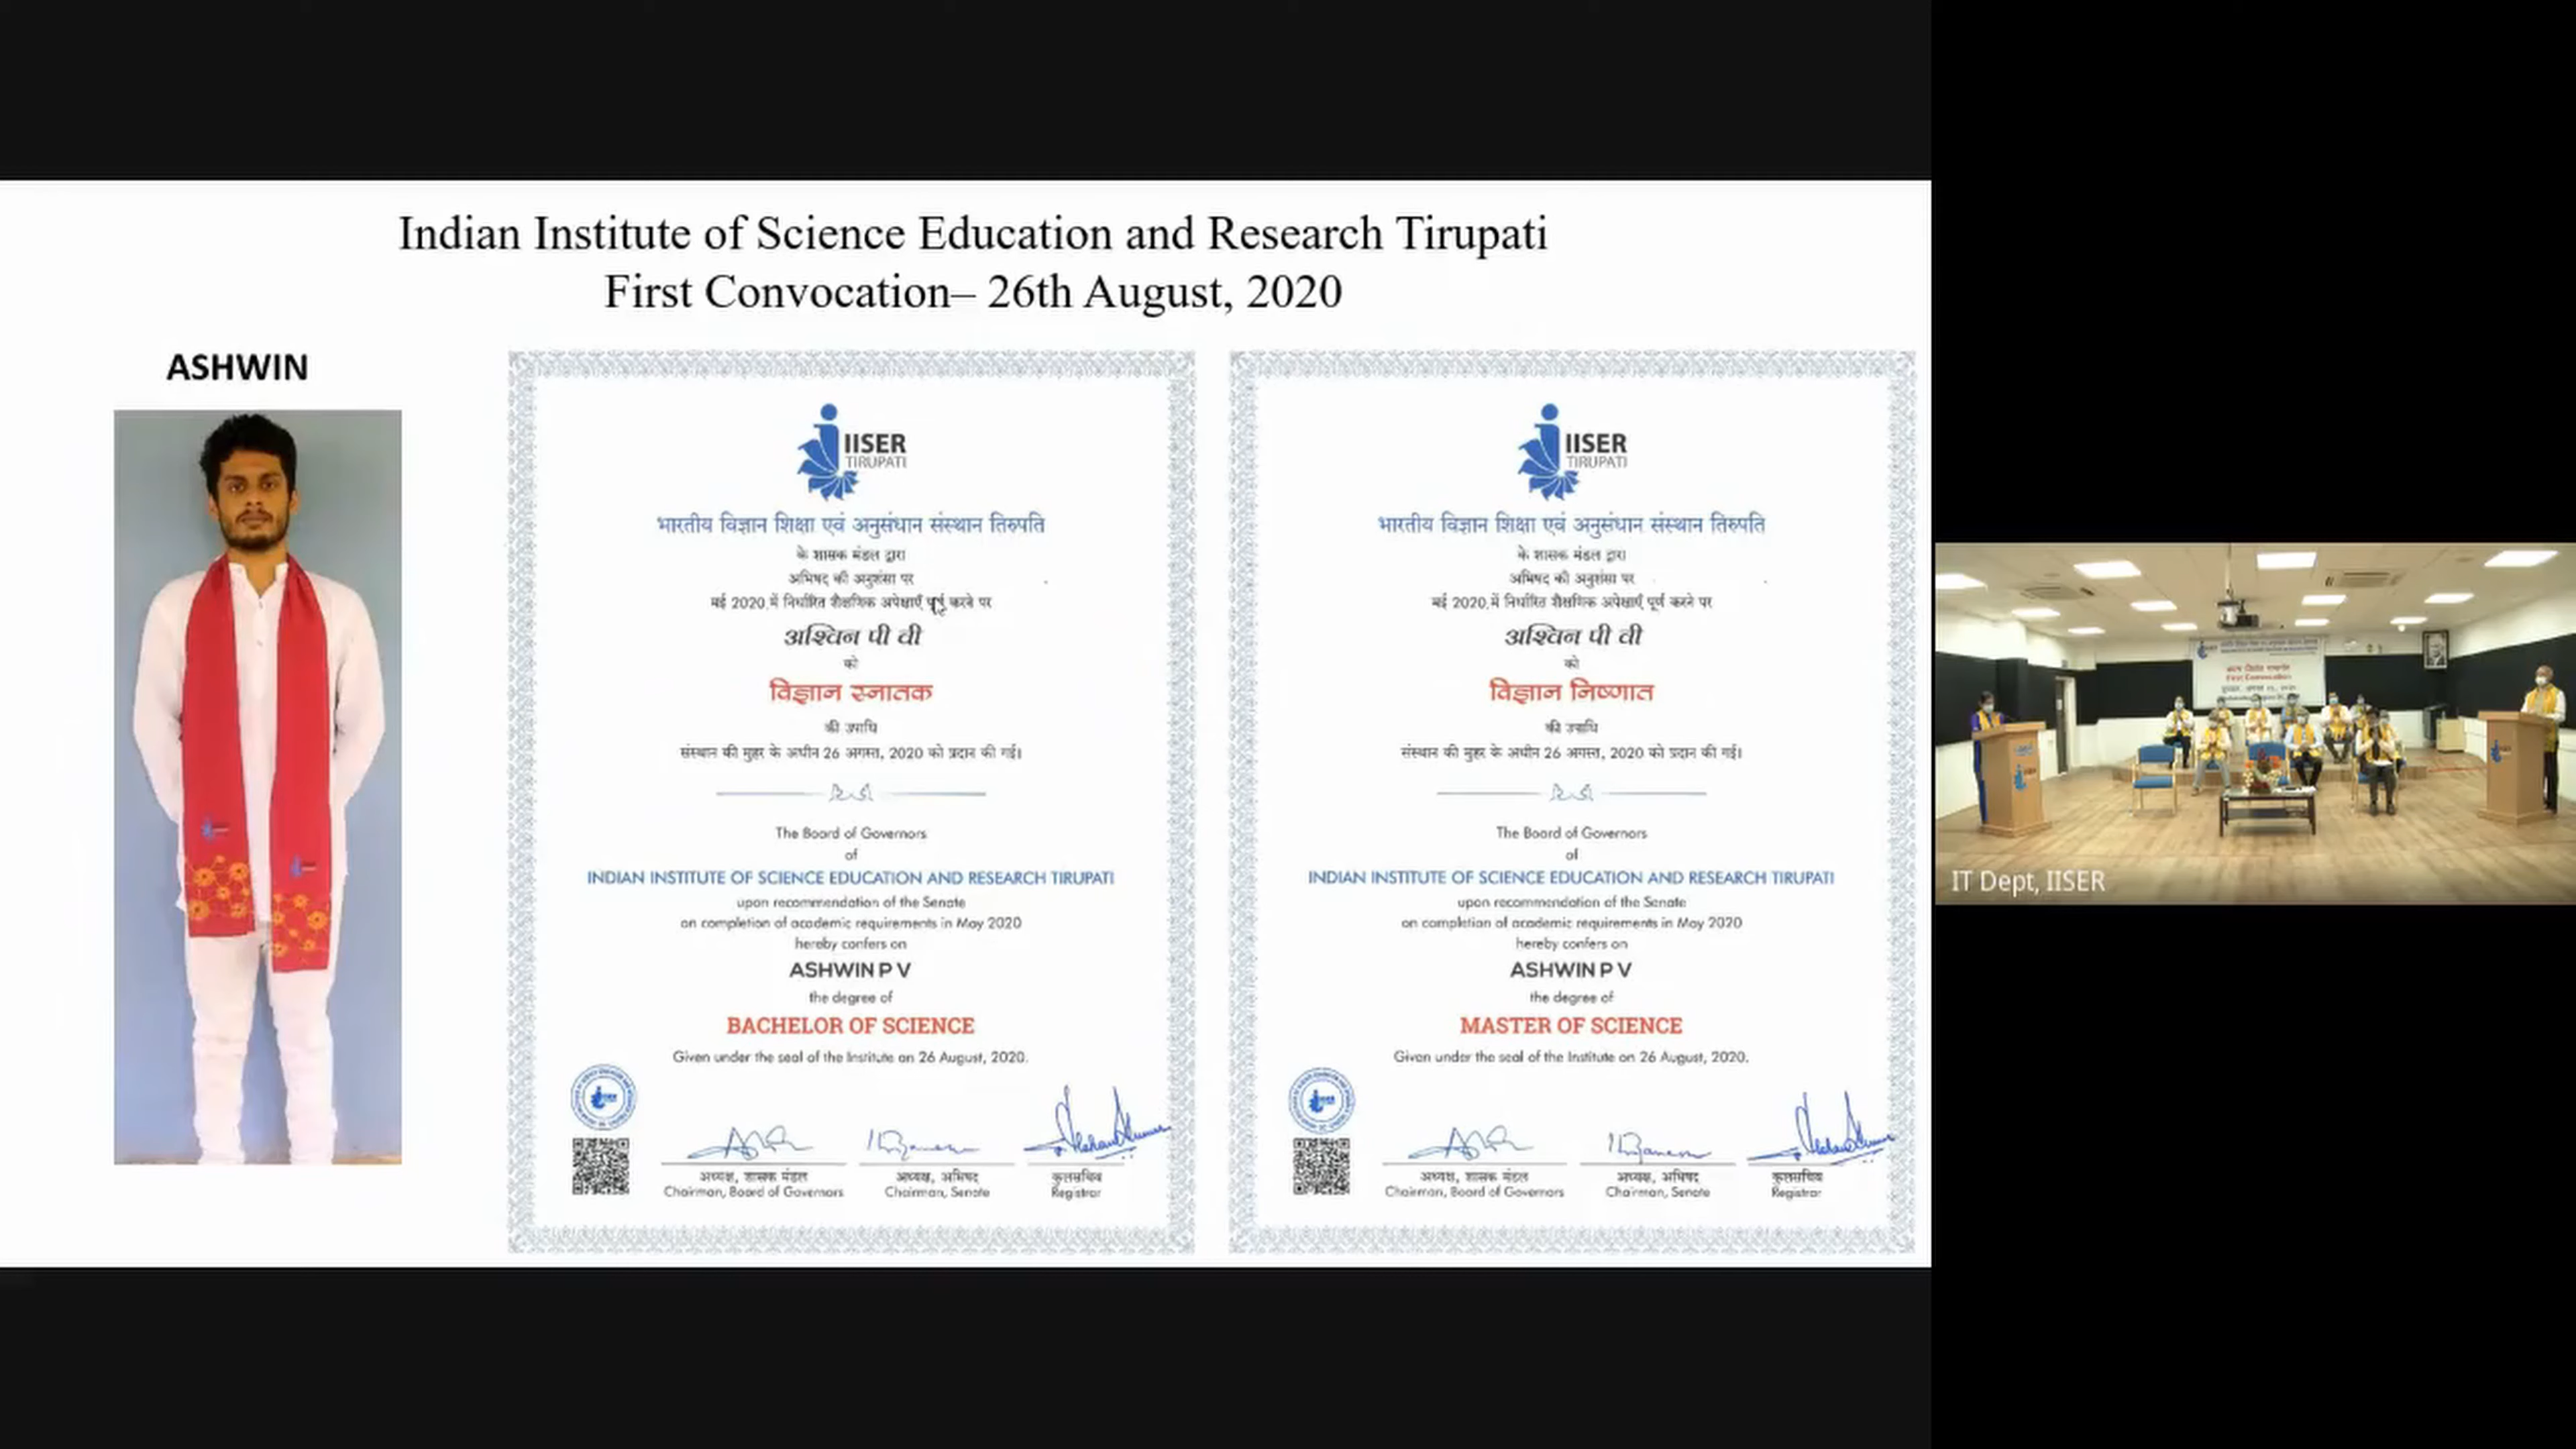 Indian Institute of Science Education and Research Tirupati
First Convocation– 26th August, 2020
ASHWIN
IISER
TIRUPATI
भारतीय विज्ञान शिक्षा एवं अनुसंधान संस्थान तिरुपति
के शासक मंडल द्वारा
अभिषद की अनुशंसा पर
मई 2020 में निर्धारित शैक्षणिक अपेक्षाएँ पूर्ण करने पर
अश्विन पी वी
को
विज्ञान स्नातक
की उपाधि
संस्थान की मुहर के अधीन 26 अगस्त, 2020 को प्रदान की गई।
The Board of Governors
of
INDIAN INSTITUTE OF SCIENCE EDUCATION AND RESEARCH TIRUPATI
upon recommendation of the Senate
on completion of academic requirements in May 2020
hereby confers on
ASHWIN P V
the degree of
BACHELOR OF SCIENCE
Given under the seal of the Institute on 26 August, 2020.
IISER
अध्यक्ष, शासक मंडल
Chairman, Board of Governors
अध्यक्ष, अभिषद
Chairman, Senate
कुलसचिव
Registrar
IISER
TIRUPATI
भारतीय विज्ञान शिक्षा एवं अनुसंधान संस्थान तिरुपति
के शासक मंडल द्वारा
अभिषद की अनुशंसा पर
मई 2020 में निर्धारित शैक्षणिक अपेक्षाएँ पूर्ण करने पर
अश्विन पी वी
को
विज्ञान निष्णात
की उपाधि
संस्थान की मुहर के अधीन 26 अगस्त, 2020 को प्रदान की गई।
The Board of Governors
of
INDIAN INSTITUTE OF SCIENCE EDUCATION AND RESEARCH TIRUPATI
upon recommendation of the Senate
on completion of academic requirements in May 2020
hereby confers on
ASHWIN P V
the degree of
MASTER OF SCIENCE
Given under the seal of the Institute on 26 August, 2020.
IISER
अध्यक्ष, शासक मंडल
Chairman, Board of Governors
अध्यक्ष, अभिषद
Chairman, Senate
कुलसचिव
Registrar
First Convocation
IT Dept, IISER